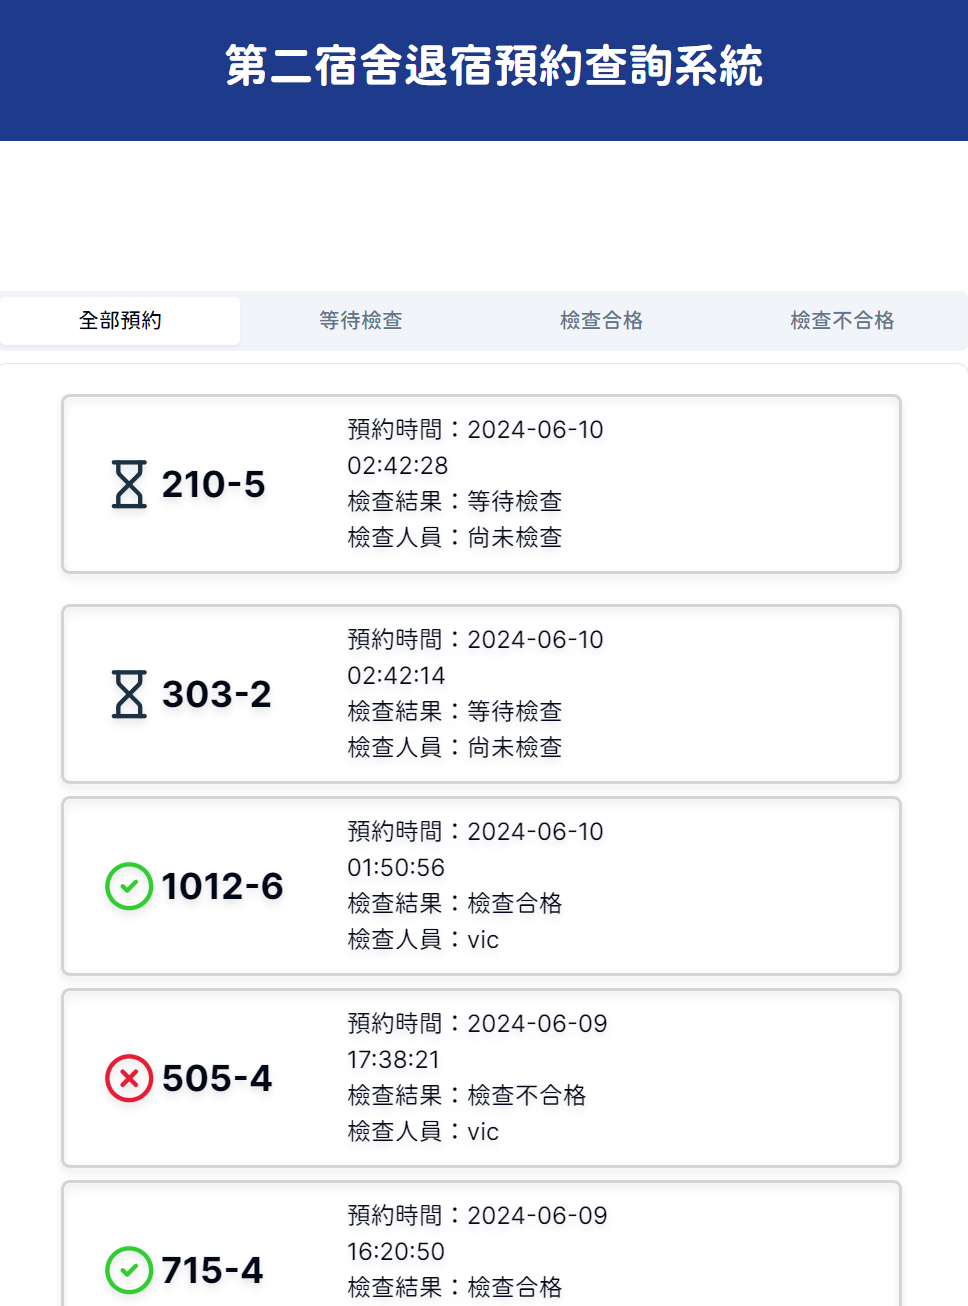 第二宿舍退宿預約查詢系統
全部預約
等待檢查
檢查合格
檢查不合格
210-5
預約時間：2024-06-10
02:42:28
檢查結果：等待檢查
檢查人員：尚未檢查
303-2
預約時間：2024-06-10
02:42:14
檢查結果：等待檢查
檢查人員：尚未檢查
1012-6
預約時間：2024-06-10
01:50:56
檢查結果：檢查合格
檢查人員：vic
505-4
預約時間：2024-06-09
17:38:21
檢查結果：檢查不合格
檢查人員：vic
715-4
預約時間：2024-06-09
16:20:50
檢查結果：檢查合格